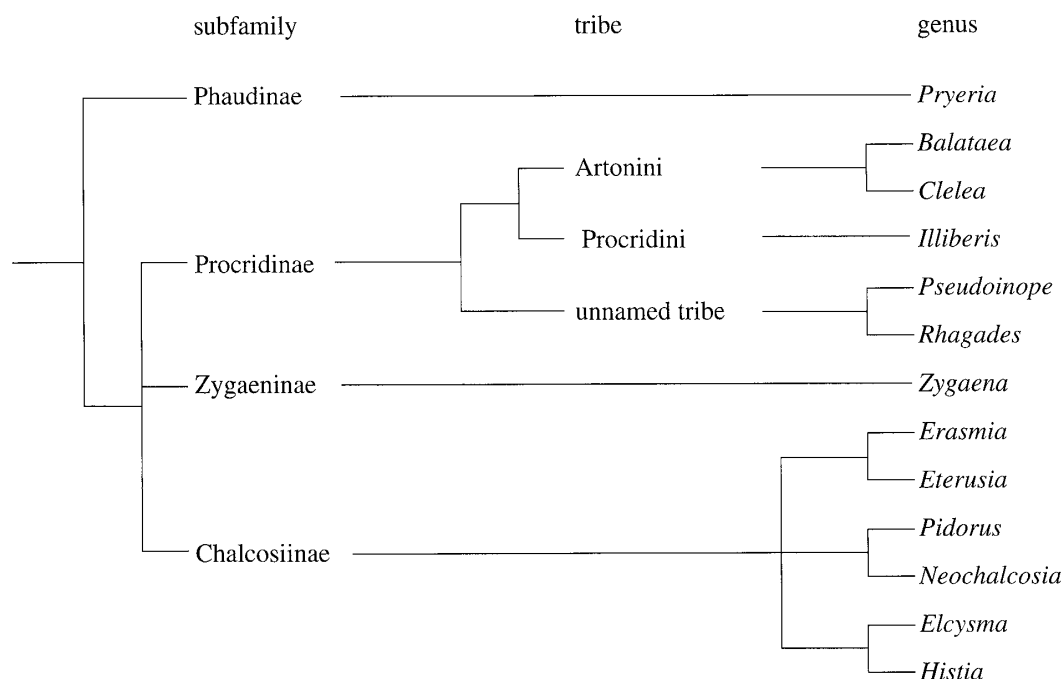 subfamily tribe genus
Phaudinae Pryeria
Balataea
Artonini
Clelea
Procridini Illiberis
Procridinae
Pseudoinope
unnamed tribe
Rhagades
Zygaeninae Zygaena
Erasmia
Eterusia
Pidorus
Chalcosiinae
Neochalcosia
Elcysma
Histia